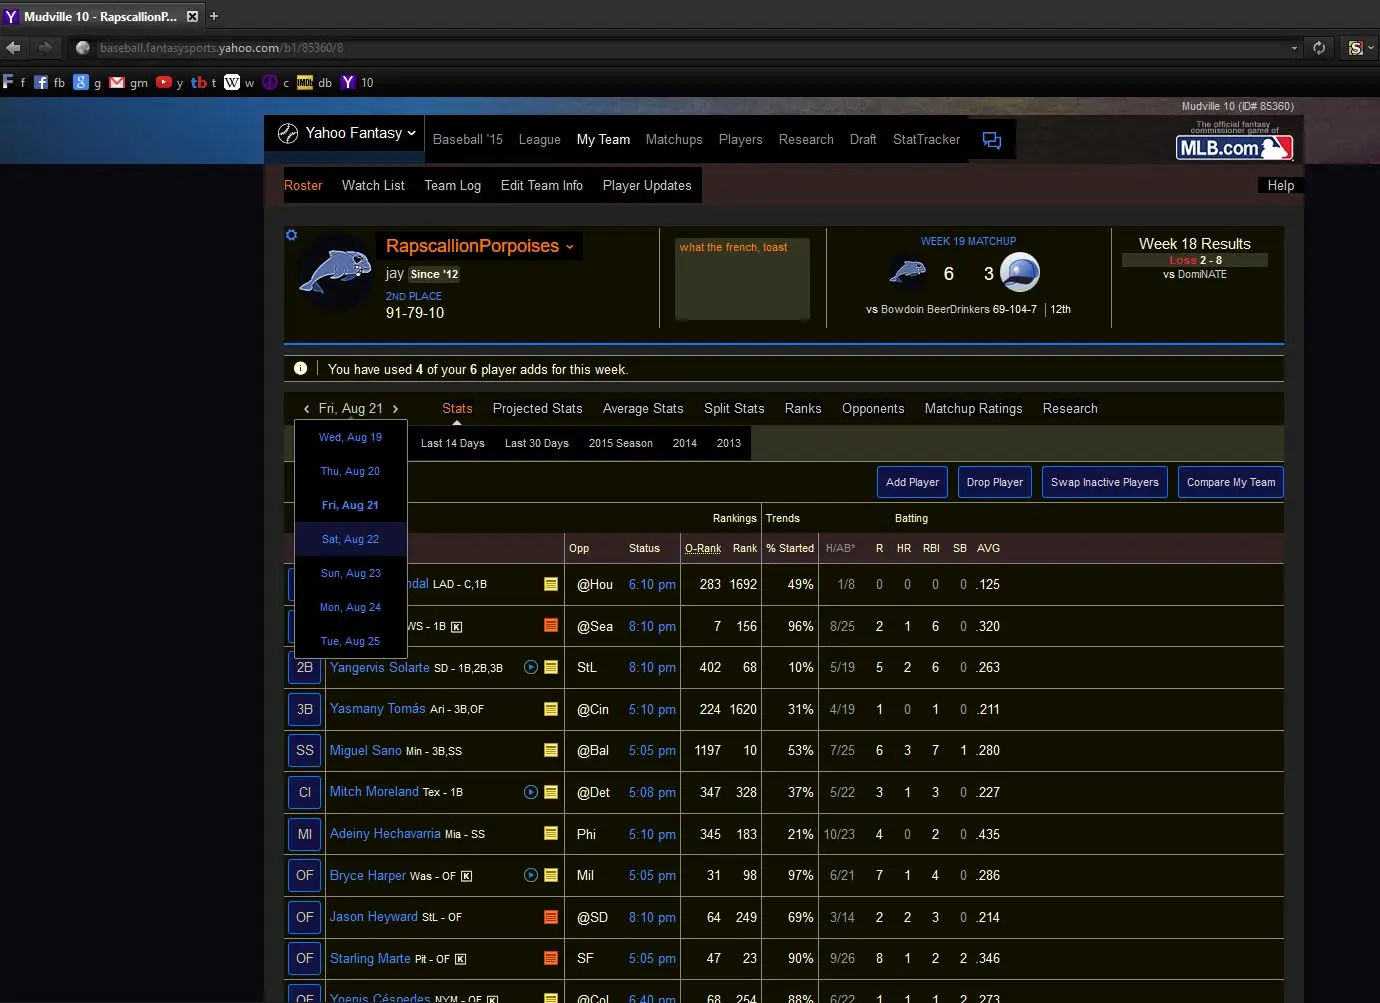 Mudville 10 - RapscallionP...
baseball.fantasysports.yahoo.com/b1/85360/8
f fb g gm y t w c db 10
Mudville 10 (ID# 85360)
Yahoo Fantasy Baseball '15 League My Team Matchups Players Research Draft StatTracker
The official fantasy
commissioner game of
MLB.com
Roster Watch List Team Log Edit Team Info Player Updates Help
RapscallionPorpoises
jay Since '12
2ND PLACE
91-79-10
what the french, toast
WEEK 19 MATCHUP
6 3
vs Bowdoin BeerDrinkers 69-104-7 | 12th
Week 18 Results
Loss 2 - 8
vs DomiNATE
You have used 4 of your 6 player adds for this week.
Fri, Aug 21 Stats Projected Stats Average Stats Split Stats Ranks Opponents Matchup Ratings Research
Last 14 Days Last 30 Days 2015 Season 2014 2013
Wed, Aug 19
Thu, Aug 20
Fri, Aug 21
Sat, Aug 22
Sun, Aug 23
Mon, Aug 24
Tue, Aug 25
Add Player Drop Player Swap Inactive Players Compare My Team
Rankings Trends Batting
Opp Status O-Rank Rank % Started H/AB* R HR RBI SB AVG
ndal LAD - C,1B @Hou 6:10 pm 283 1692 49% 1/8 0 0 0 0 .125
WS - 1B K @Sea 8:10 pm 7 156 96% 8/25 2 1 6 0 .320
2B Yangervis Solarte SD - 1B,2B,3B StL 8:10 pm 402 68 10% 5/19 5 2 6 0 .263
3B Yasmany Tomás Ari - 3B,OF @Cin 5:10 pm 224 1620 31% 4/19 1 0 1 0 .211
SS Miguel Sano Min - 3B,SS @Bal 5:05 pm 1197 10 53% 7/25 6 3 7 1 .280
CI Mitch Moreland Tex - 1B @Det 5:08 pm 347 328 37% 5/22 3 1 3 0 .227
MI Adeiny Hechavarria Mia - SS Phi 5:10 pm 345 183 21% 10/23 4 0 2 0 .435
OF Bryce Harper Was - OF K Mil 5:05 pm 31 98 97% 6/21 7 1 4 0 .286
OF Jason Heyward StL - OF @SD 8:10 pm 64 249 69% 3/14 2 2 3 0 .214
OF Starling Marte Pit - OF K SF 5:05 pm 47 23 90% 9/26 8 1 2 2 .346
OF Yoenis Céspedes NYM - OF K @Col 6:40 pm 68 254 88% 6/22 1 1 1 2 .273